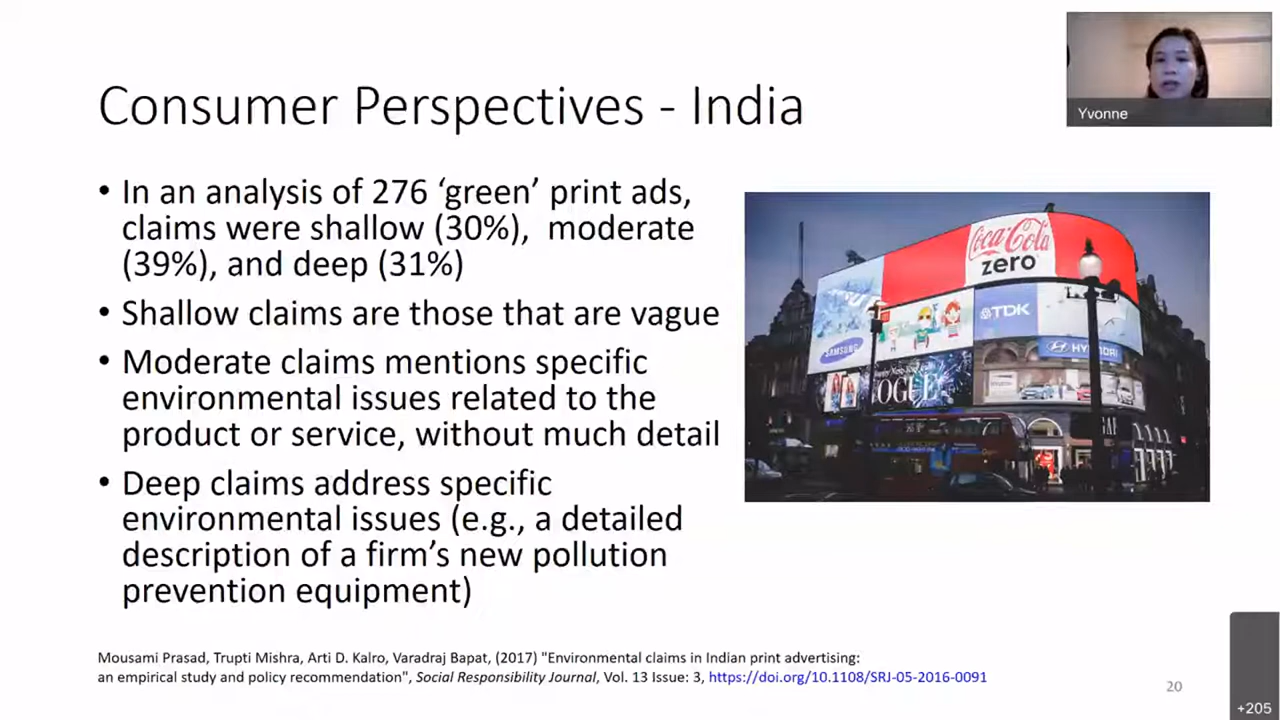 Yvonne
Consumer Perspectives - India
• In an analysis of 276 ‘green’ print ads,
claims were shallow (30%),  moderate
(39%), and deep (31%)
• Shallow claims are those that are vague
• Moderate claims mentions specific
environmental issues related to the
product or service, without much detail
• Deep claims address specific
environmental issues (e.g., a detailed
description of a firm’s new pollution
prevention equipment)
Coca-Cola
zero
TDK
SAMSUNG
HYUNDAI
VOGUE
GAP
Mousami Prasad, Trupti Mishra, Arti D. Kalro, Varadraj Bapat, (2017) "Environmental claims in Indian print advertising:
an empirical study and policy recommendation", Social Responsibility Journal, Vol. 13 Issue: 3, https://doi.org/10.1108/SRJ-05-2016-0091
20
+205